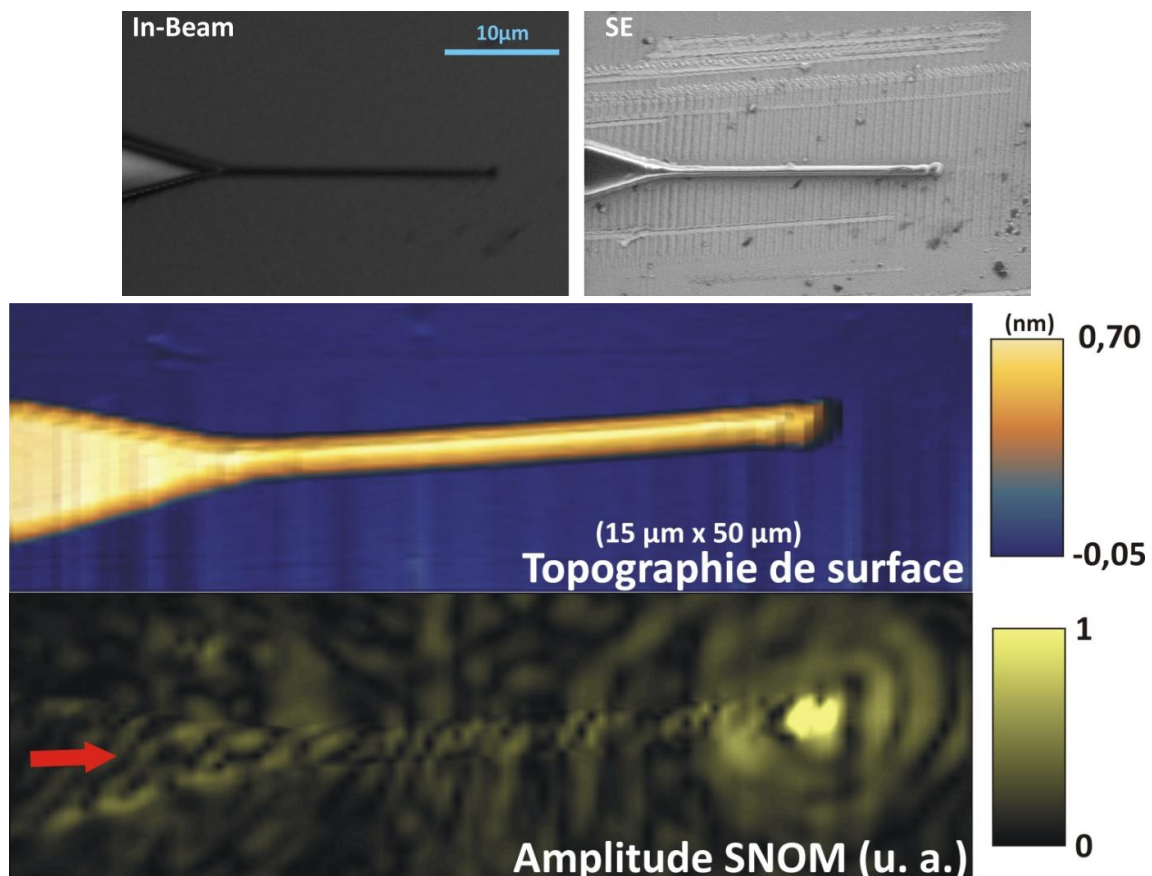 In-Beam
10µm
SE
(nm)
0,70
-0,05
(15 µm x 50 µm)
Topographie de surface
1
0
Amplitude SNOM (u. a.)